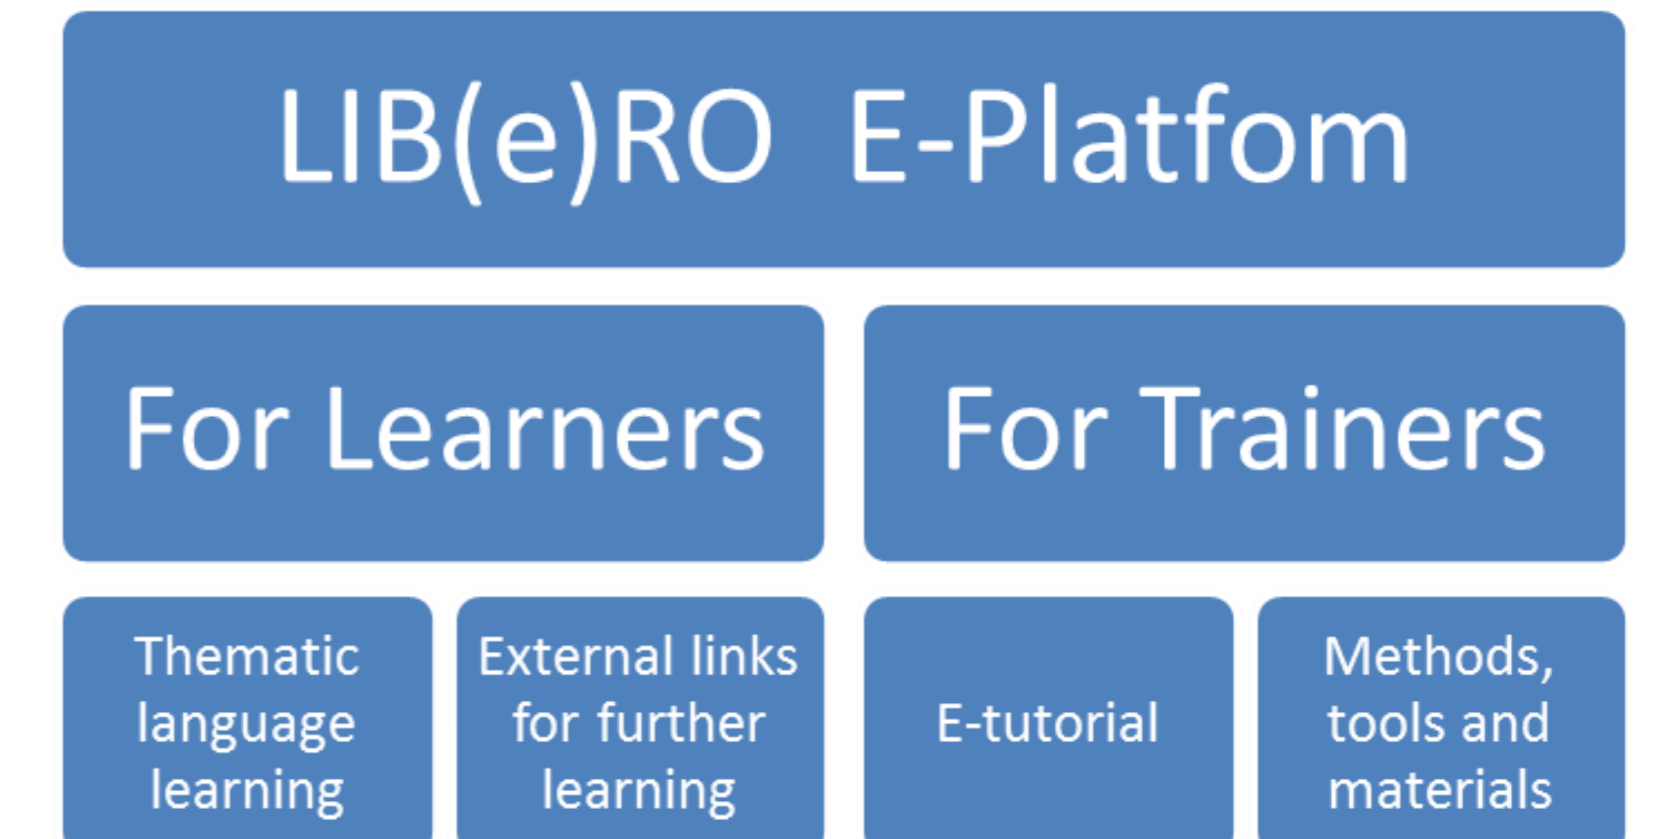 LIB(e)RO E-Platfom
For Learners
For Trainers
Thematic
language
learning
External links
for further
learning
E-tutorial
Methods,
tools and
materials